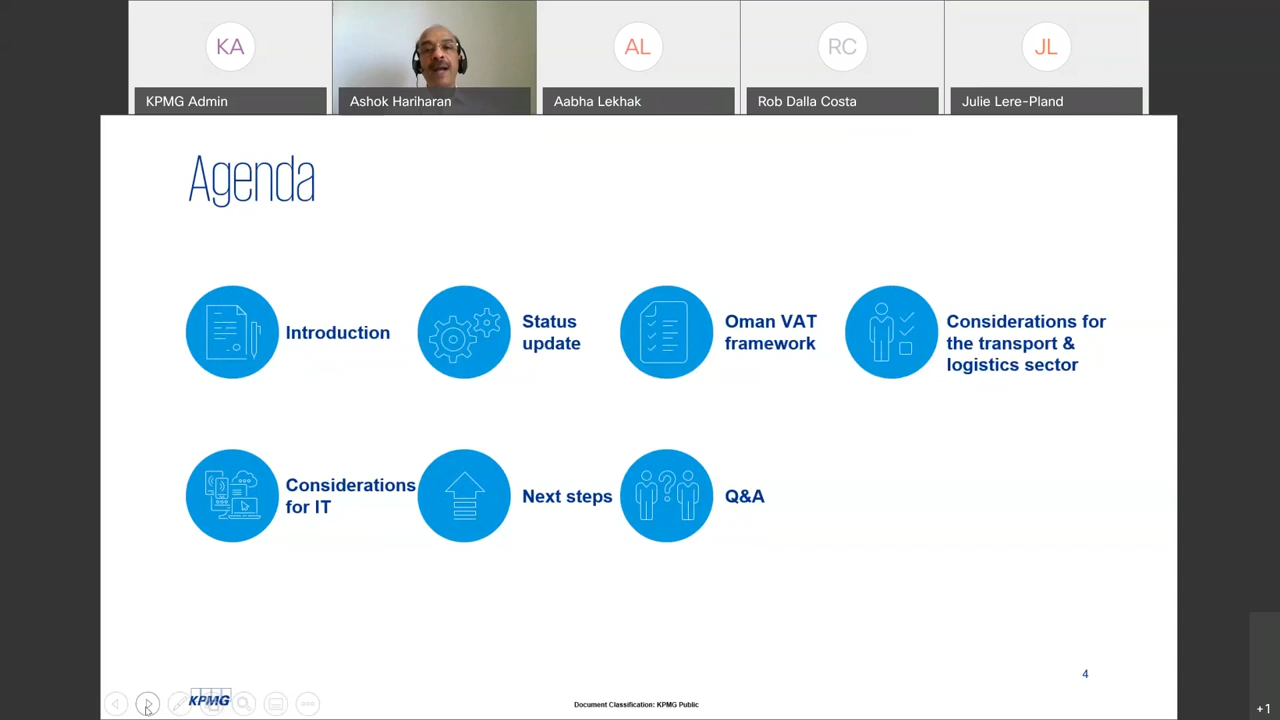 KA
AL
RC
JL
KPMG Admin
Ashok Hariharan
Aabha Lekhak
Rob Dalla Costa
Julie Lere-Pland
Agenda
Introduction
Status
update
Oman VAT
framework
Considerations for
the transport &
logistics sector
Considerations
for IT
Next steps
Q&A
4
KPMG
Document Classification: KPMG Public
+1